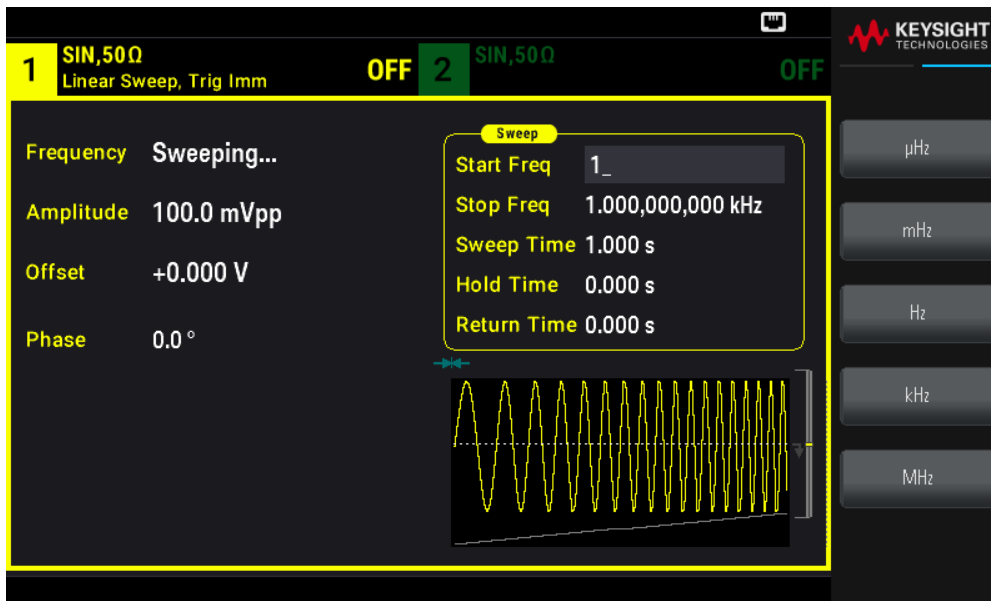 KEYSIGHT
TECHNOLOGIES
1
SIN,50Ω
Linear Sweep, Trig Imm
OFF
2
SIN,50Ω
OFF
Frequency Sweeping...
Amplitude 100.0 mVpp
Offset +0.000 V
Phase 0.0 °
Sweep
Start Freq 1_
Stop Freq 1.000,000,000 kHz
Sweep Time 1.000 s
Hold Time 0.000 s
Return Time 0.000 s
µHz
mHz
Hz
kHz
MHz